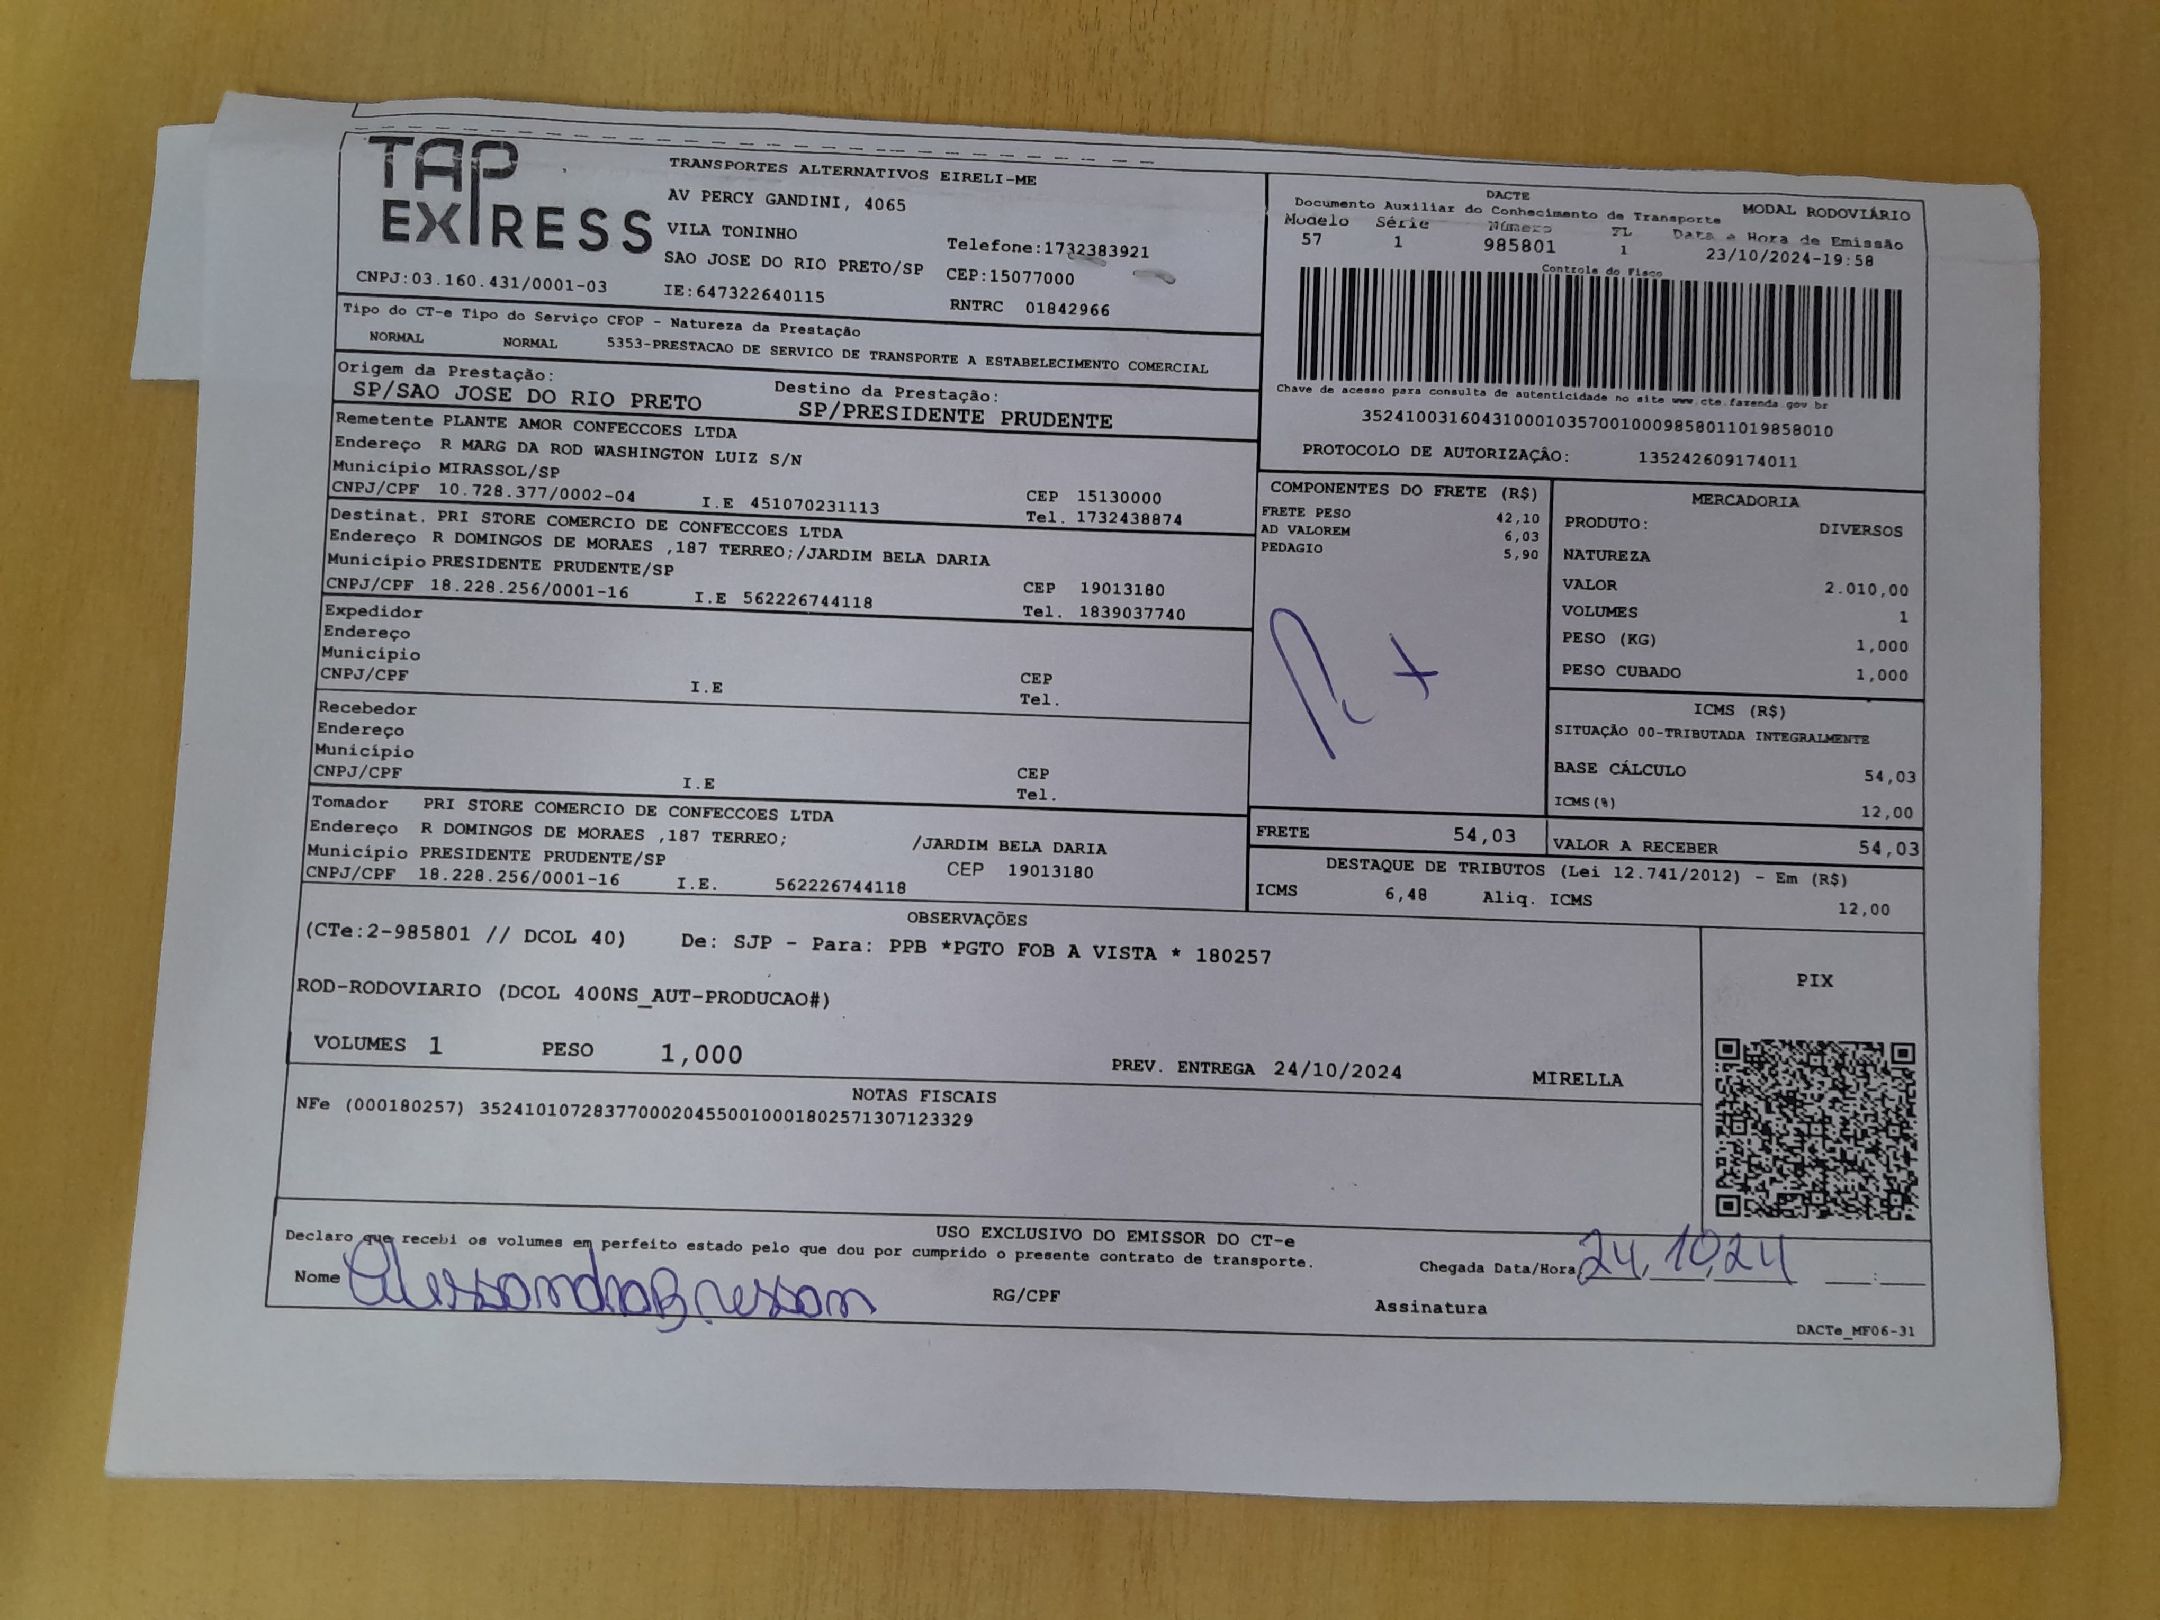 TAP EXPRESS
TRANSPORTES ALTERNATIVOS EIRELI-ME
AV PERCY GANDINI, 4065
VILA TONINHO Telefone:1732383921
SAO JOSE DO RIO PRETO/SP CEP:15077000
CNPJ:03.160.431/0001-03 IE:647322640115 RNTRC 01842966
DACTE MODAL RODOVIÁRIO
Documento Auxiliar do Conhecimento de Transporte
Modelo Série Número FL Data e Hora de Emissão
57 1 985801 1 23/10/2024-19:58
Controle do Fisco
Chave de acesso para consulta de autenticidade no site www.cte.fazenda.gov br
35241003160431000103570010009858011019858010
PROTOCOLO DE AUTORIZAÇÃO: 135242609174011
Tipo do CT-e Tipo do Serviço CFOP - Natureza da Prestação
NORMAL NORMAL 5353-PRESTACAO DE SERVICO DE TRANSPORTE A ESTABELECIMENTO COMERCIAL
Origem da Prestação: Destino da Prestação:
SP/SAO JOSE DO RIO PRETO SP/PRESIDENTE PRUDENTE
Remetente PLANTE AMOR CONFECCOES LTDA
Endereço R MARG DA ROD WASHINGTON LUIZ S/N
Município MIRASSOL/SP CEP 15130000
CNPJ/CPF 10.728.377/0002-04 I.E 451070231113 Tel. 1732438874
Destinat. PRI STORE COMERCIO DE CONFECCOES LTDA
Endereço R DOMINGOS DE MORAES ,187 TERREO;/JARDIM BELA DARIA
Município PRESIDENTE PRUDENTE/SP CEP 19013180
CNPJ/CPF 18.228.256/0001-16 I.E 562226744118 Tel. 1839037740
Expedidor
Endereço
Município CEP
CNPJ/CPF I.E Tel.
Recebedor
Endereço
Município CEP
CNPJ/CPF I.E Tel.
Tomador PRI STORE COMERCIO DE CONFECCOES LTDA
Endereço R DOMINGOS DE MORAES ,187 TERREO; /JARDIM BELA DARIA
Município PRESIDENTE PRUDENTE/SP CEP 19013180
CNPJ/CPF 18.228.256/0001-16 I.E. 562226744118
COMPONENTES DO FRETE (R$)
FRETE PESO 42,10
AD VALOREM 6,03
PEDAGIO 5,90
MERCADORIA
PRODUTO: DIVERSOS
NATUREZA
VALOR 2.010,00
VOLUMES 1
PESO (KG) 1,000
PESO CUBADO 1,000
ICMS (R$)
SITUAÇÃO 00-TRIBUTADA INTEGRALMENTE
BASE CÁLCULO 54,03
ICMS(%) 12,00
FRETE 54,03 VALOR A RECEBER 54,03
DESTAQUE DE TRIBUTOS (Lei 12.741/2012) - Em (R$)
ICMS 6,48 Aliq. ICMS 12,00
OBSERVAÇÕES
(CTe:2-985801 // DCOL 40) De: SJP - Para: PPB *PGTO FOB A VISTA * 180257
ROD-RODOVIARIO (DCOL 400NS_AUT-PRODUCAO#)
VOLUMES 1 PESO 1,000 PREV. ENTREGA 24/10/2024 MIRELLA
PIX
NOTAS FISCAIS
NFe (000180257) 35241010728377000204550010001802571307123329
USO EXCLUSIVO DO EMISSOR DO CT-e
Declaro que recebi os volumes em perfeito estado pelo que dou por cumprido o presente contrato de transporte.
Chegada Data/Hora 24,10,24 :
Nome Alessandra Bressan RG/CPF Assinatura
DACTe_MF06-31